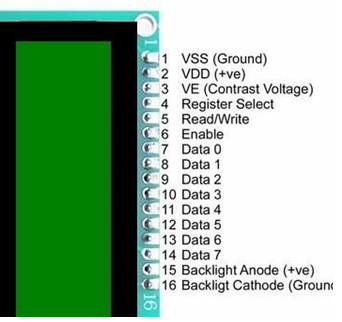 1
1 VSS (Ground)
2 VDD (+ve)
3 VE (Contrast Voltage)
4 Register Select
5 Read/Write
6 Enable
7 Data 0
8 Data 1
9 Data 2
10 Data 3
11 Data 4
12 Data 5
13 Data 6
14 Data 7
15 Backlight Anode (+ve)
16 Backligt Cathode (Groun
16